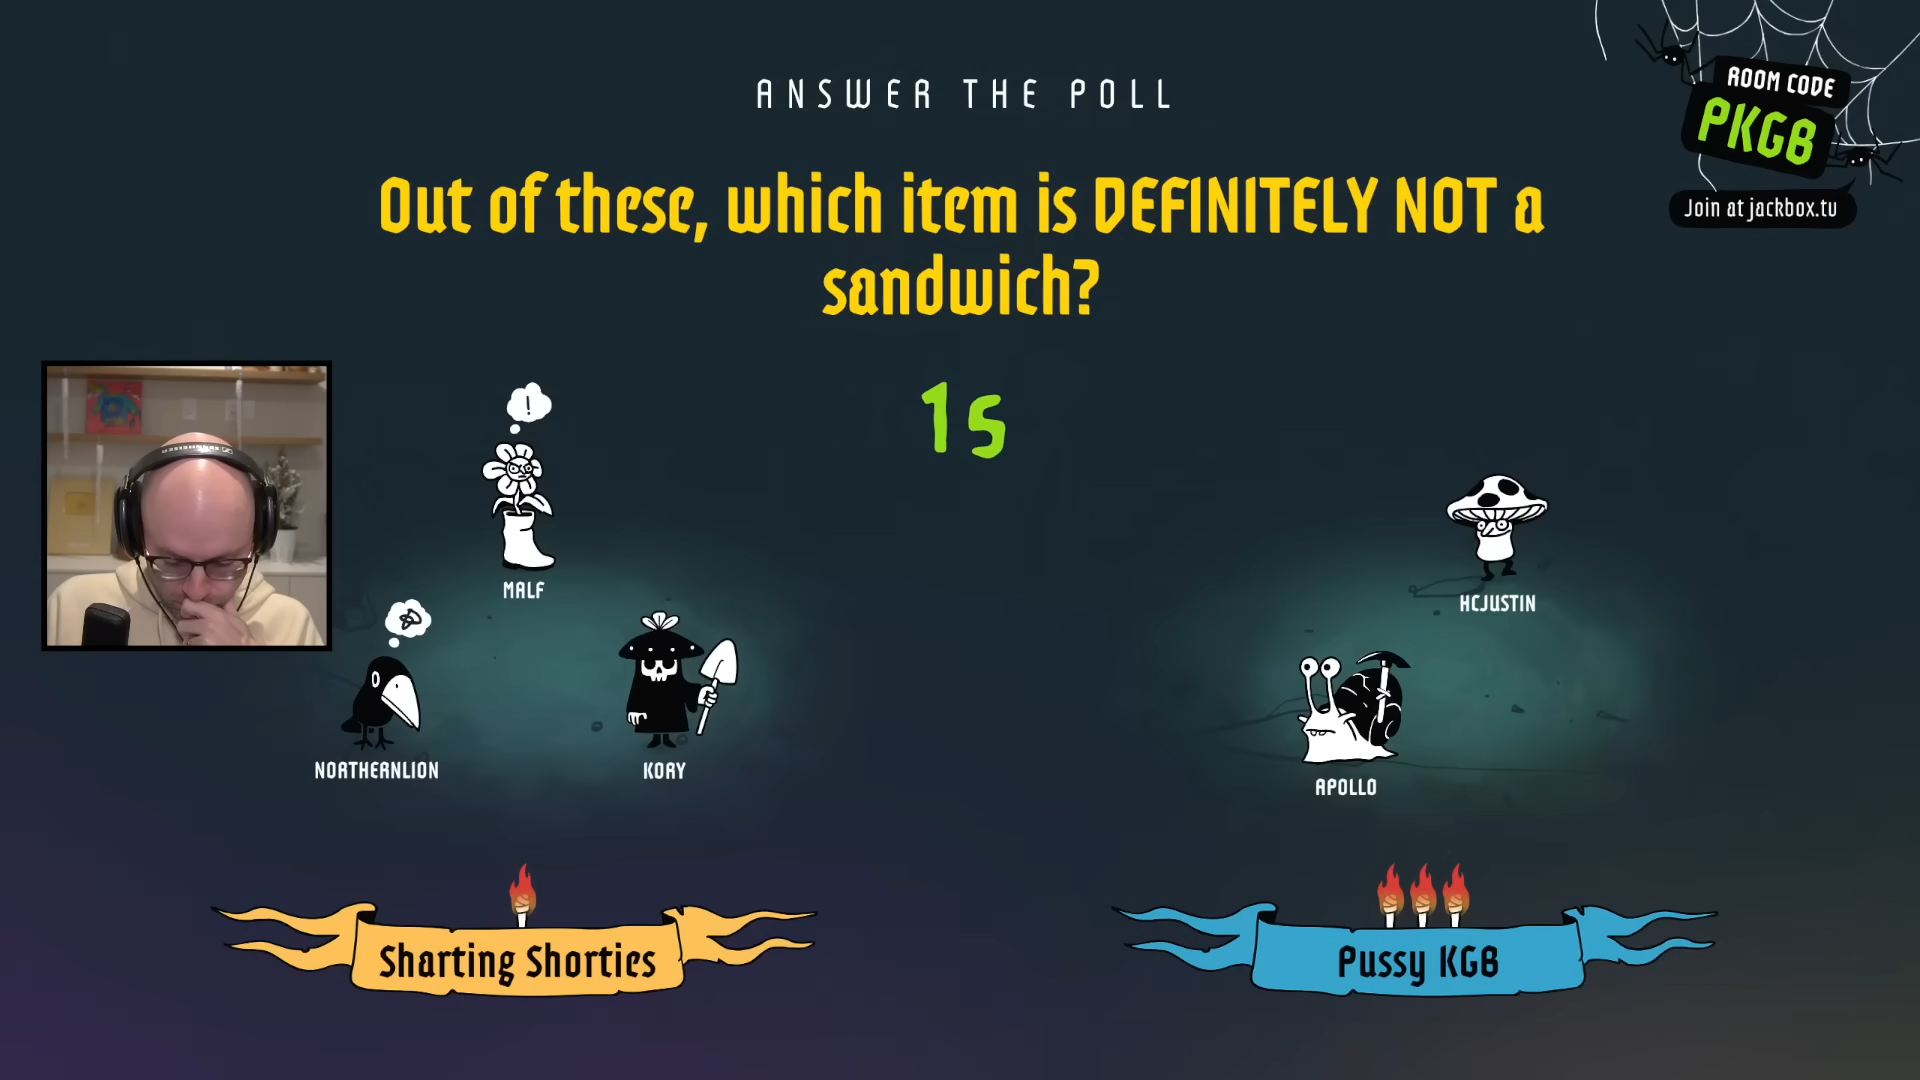 ANSWER THE POLL
ROOM CODE
PKGB
Join at jackbox.tv
Out of these, which item is DEFINITELY NOT a
sandwich?
1s
!
MALF
HCJUSTIN
NORTHERNLION
KORY
APOLLO
Sharting Shorties
Pussy KGB